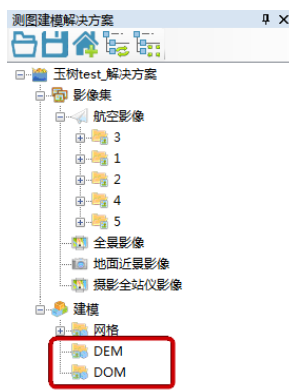 测图建模解决方案
玉树test_解决方案
影像集
航空影像
3
1
2
4
5
全景影像
地面近景影像
摄影全站仪影像
建模
网格
DEM
DOM